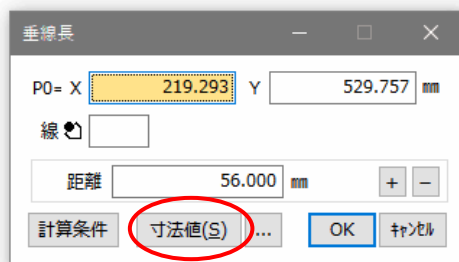 垂線長
P0= X 219.293 Y 529.757 mm
線
距離 56.000 mm + −
計算条件 寸法値(S) ... OK キャンセル